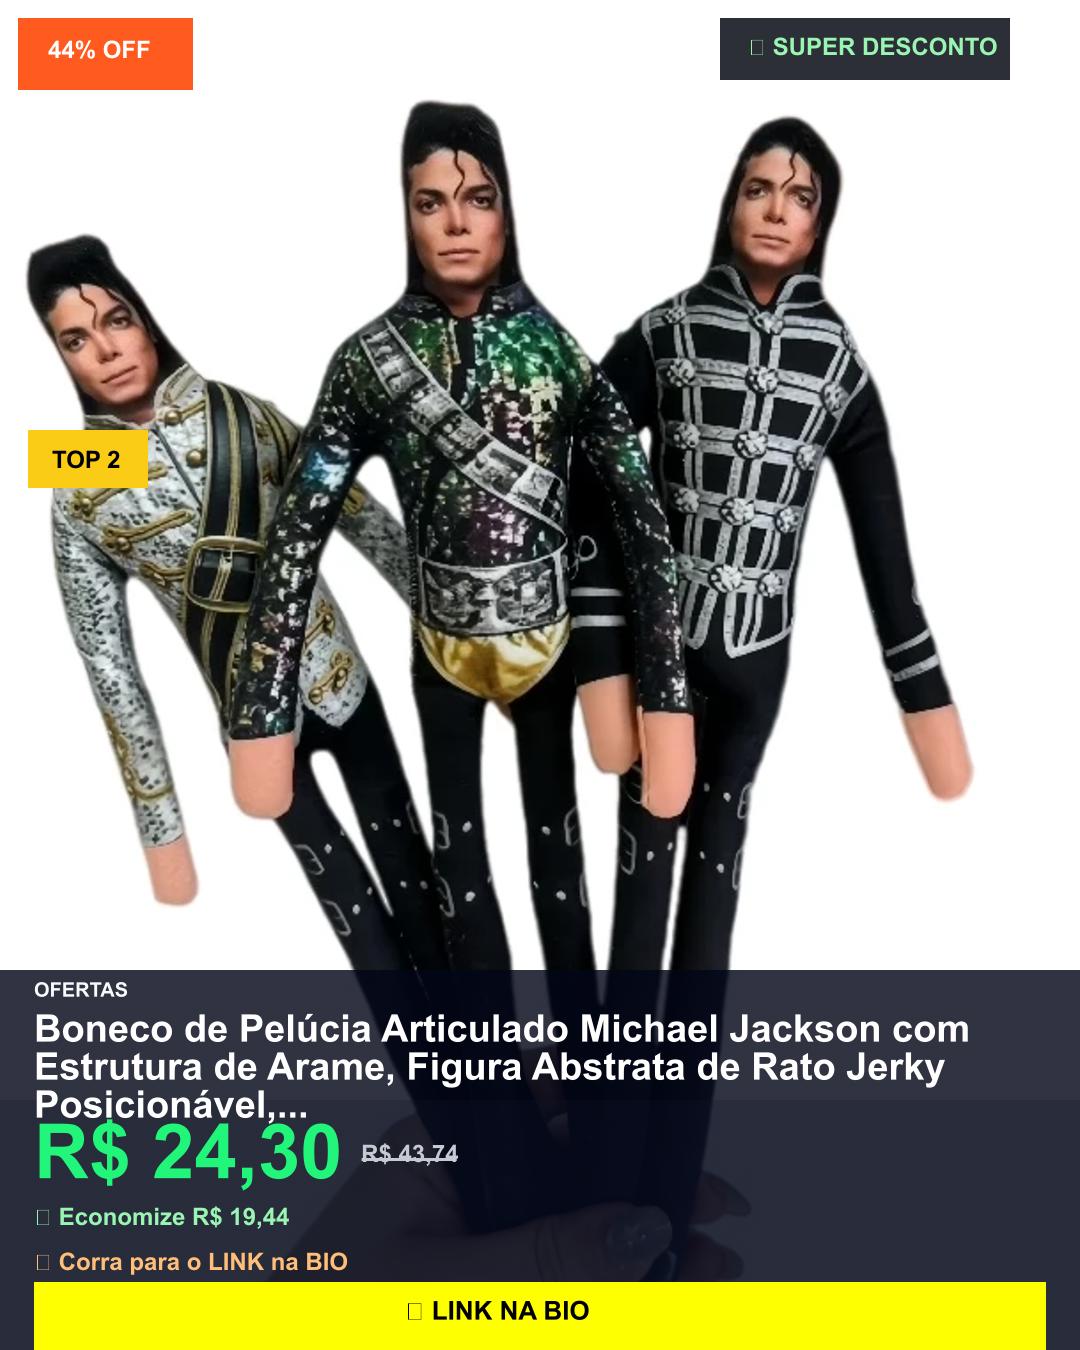 44% OFF
SUPER DESCONTO
TOP 2
OFERTAS
Boneco de Pelúcia Articulado Michael Jackson com
Estrutura de Arame, Figura Abstrata de Rato Jerky
Posicionável,...
R$ 24,30 R$ 43,74
Economize R$ 19,44
Corra para o LINK na BIO
LINK NA BIO